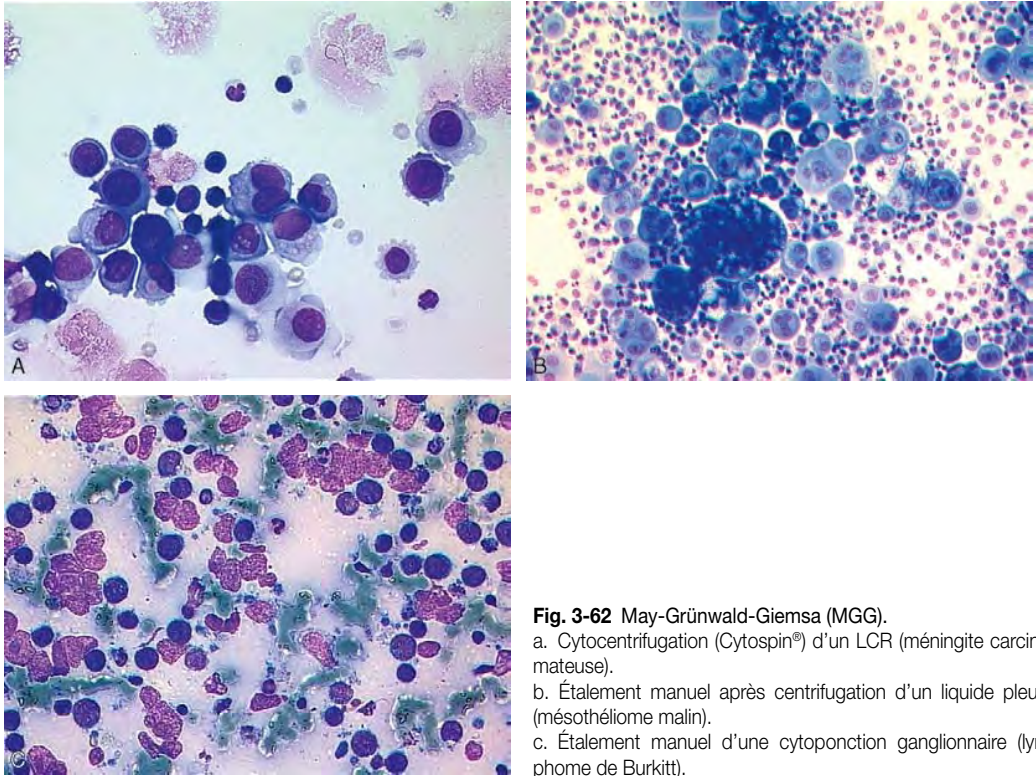 A
B
C
Fig. 3-62 May-Grünwald-Giemsa (MGG).
a. Cytocentrifugation (Cytospin®) d’un LCR (méningite carcin
mateuse).
b. Étalement manuel après centrifugation d’un liquide pleu
(mésothéliome malin).
c. Étalement manuel d’une cytoponction ganglionnaire (ly
phome de Burkitt).